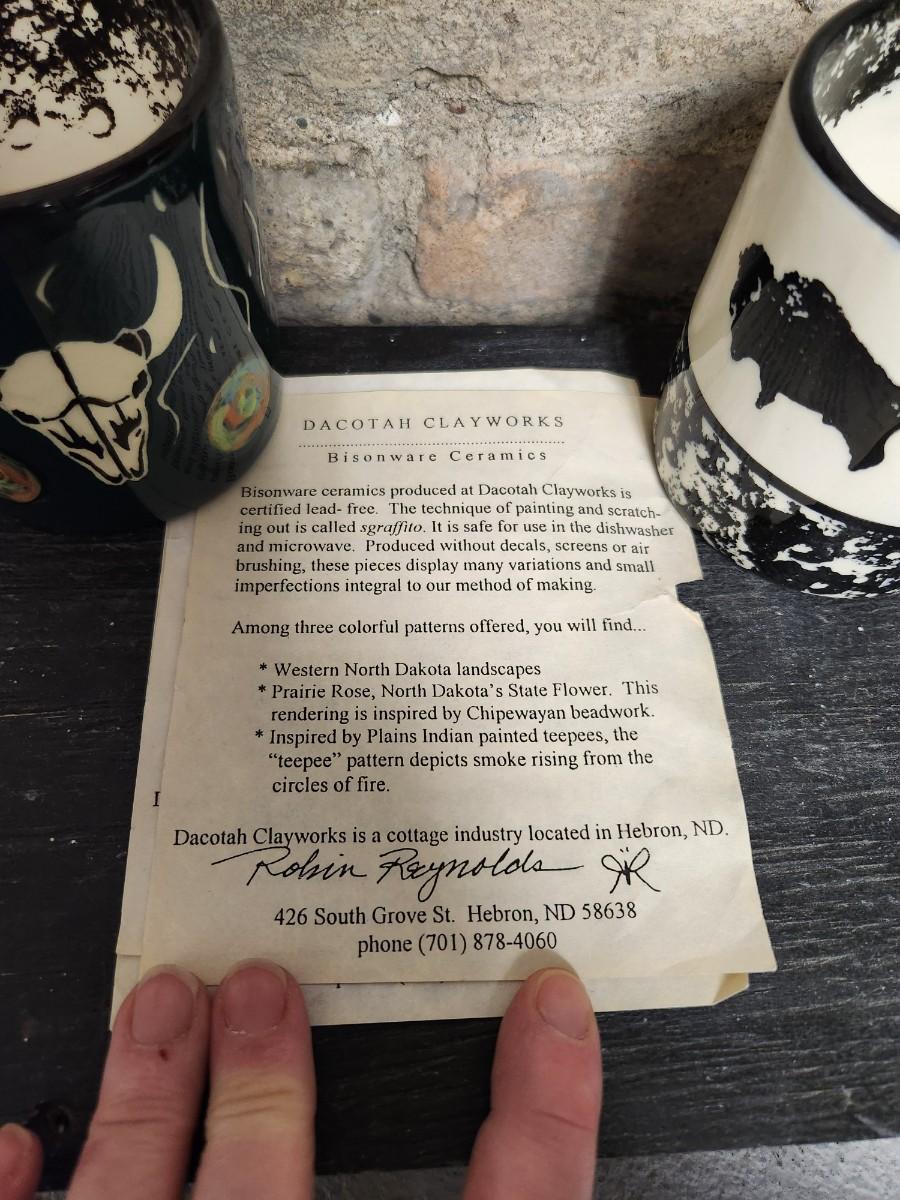 DACOTAH CLAYWORKS
Bisonware Ceramics
Bisonware ceramics produced at Dacotah Clayworks is
certified lead- free. The technique of painting and scratch-
ing out is called sgraffito. It is safe for use in the dishwasher
and microwave. Produced without decals, screens or air
brushing, these pieces display many variations and small
imperfections integral to our method of making.
Among three colorful patterns offered, you will find...
* Western North Dakota landscapes
* Prairie Rose, North Dakota's State Flower. This
rendering is inspired by Chipewayan beadwork.
* Inspired by Plains Indian painted teepees, the
"teepee" pattern depicts smoke rising from the
circles of fire.
I
Dacotah Clayworks is a cottage industry located in Hebron, ND.
Robin Reynolds
426 South Grove St. Hebron, ND 58638
phone (701) 878-4060